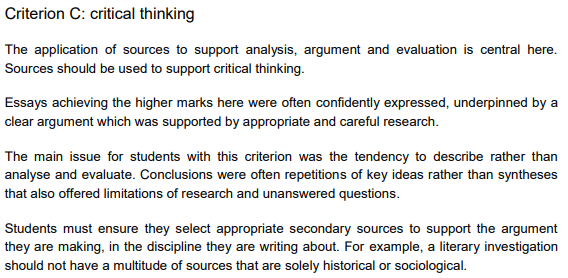 Criterion C: critical thinking
The application of sources to support analysis, argument and evaluation is central here.
Sources should be used to support critical thinking.
Essays achieving the higher marks here were often confidently expressed, underpinned by a
clear argument which was supported by appropriate and careful research.
The main issue for students with this criterion was the tendency to describe rather than
analyse and evaluate. Conclusions were often repetitions of key ideas rather than syntheses
that also offered limitations of research and unanswered questions.
Students must ensure they select appropriate secondary sources to support the argument
they are making, in the discipline they are writing about. For example, a literary investigation
should not have a multitude of sources that are solely historical or sociological.